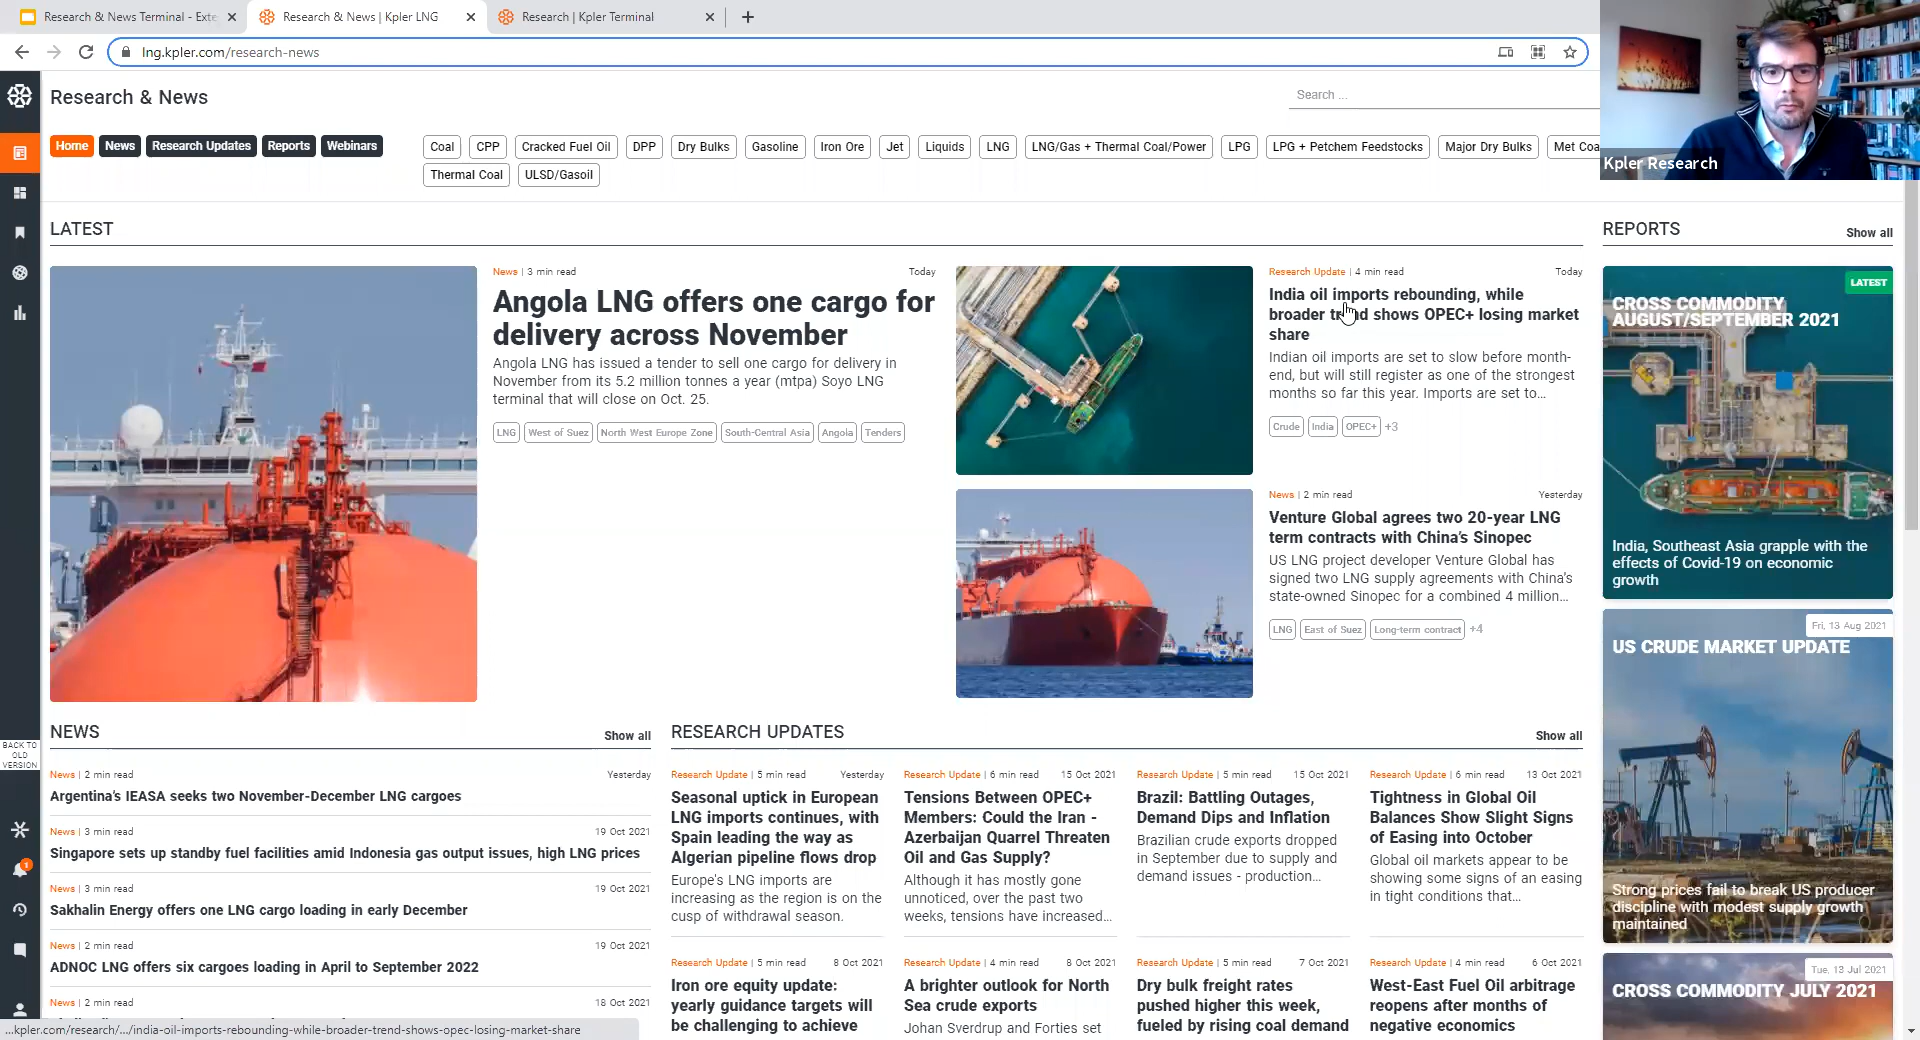 Research & News Terminal - Exte
Research & News | Kpler LNG
Research | Kpler Terminal
lng.kpler.com/research-news
Research & News
Search ...
Home
News
Research Updates
Reports
Webinars
Coal
CPP
Cracked Fuel Oil
DPP
Dry Bulks
Gasoline
Iron Ore
Jet
Liquids
LNG
LNG/Gas + Thermal Coal/Power
LPG
LPG + Petchem Feedstocks
Major Dry Bulks
Met Coa
Thermal Coal
ULSD/Gasoil
Kpler Research
LATEST
News | 3 min read
Today
Angola LNG offers one cargo for
delivery across November
Angola LNG has issued a tender to sell one cargo for delivery in
November from its 5.2 million tonnes a year (mtpa) Soyo LNG
terminal that will close on Oct. 25.
LNG
West of Suez
North West Europe Zone
South-Central Asia
Angola
Tenders
Research Update | 4 min read
Today
India oil imports rebounding, while
broader trend shows OPEC+ losing market
share
Indian oil imports are set to slow before month-
end, but will still register as one of the strongest
months so far this year. Imports are set to...
Crude
India
OPEC+
+3
News | 2 min read
Yesterday
Venture Global agrees two 20-year LNG
term contracts with China's Sinopec
US LNG project developer Venture Global has
signed two LNG supply agreements with China's
state-owned Sinopec for a combined 4 million...
LNG
East of Suez
Long-term contract
+4
REPORTS
Show all
LATEST
CROSS COMMODITY
AUGUST/SEPTEMBER 2021
India, Southeast Asia grapple with the
effects of Covid-19 on economic
growth
Fri, 13 Aug 2021
US CRUDE MARKET UPDATE
Strong prices fail to break US producer
discipline with modest supply growth
maintained
Tue, 13 Jul 2021
CROSS COMMODITY JULY 2021
BACK TO
OLD
VERSION
1
NEWS
Show all
News | 2 min read
Yesterday
Argentina's IEASA seeks two November-December LNG cargoes
News | 3 min read
19 Oct 2021
Singapore sets up standby fuel facilities amid Indonesia gas output issues, high LNG prices
News | 3 min read
19 Oct 2021
Sakhalin Energy offers one LNG cargo loading in early December
News | 2 min read
19 Oct 2021
ADNOC LNG offers six cargoes loading in April to September 2022
News | 2 min read
18 Oct 2021
RESEARCH UPDATES
Show all
Research Update | 5 min read
Yesterday
Seasonal uptick in European
LNG imports continues, with
Spain leading the way as
Algerian pipeline flows drop
Europe's LNG imports are
increasing as the region is on the
cusp of withdrawal season.
Research Update | 6 min read
15 Oct 2021
Tensions Between OPEC+
Members: Could the Iran -
Azerbaijan Quarrel Threaten
Oil and Gas Supply?
Although it has mostly gone
unnoticed, over the past two
weeks, tensions have increased...
Research Update | 5 min read
15 Oct 2021
Brazil: Battling Outages,
Demand Dips and Inflation
Brazilian crude exports dropped
in September due to supply and
demand issues - production...
Research Update | 6 min read
13 Oct 2021
Tightness in Global Oil
Balances Show Slight Signs
of Easing into October
Global oil markets appear to be
showing some signs of an easing
in tight conditions that...
Research Update | 5 min read
8 Oct 2021
Iron ore equity update:
yearly guidance targets will
be challenging to achieve
Research Update | 4 min read
8 Oct 2021
A brighter outlook for North
Sea crude exports
Johan Sverdrup and Forties set
Research Update | 5 min read
7 Oct 2021
Dry bulk freight rates
pushed higher this week,
fueled by rising coal demand
Research Update | 4 min read
6 Oct 2021
West-East Fuel Oil arbitrage
reopens after months of
negative economics
...kpler.com/research/.../india-oil-imports-rebounding-while-broader-trend-shows-opec-losing-market-share